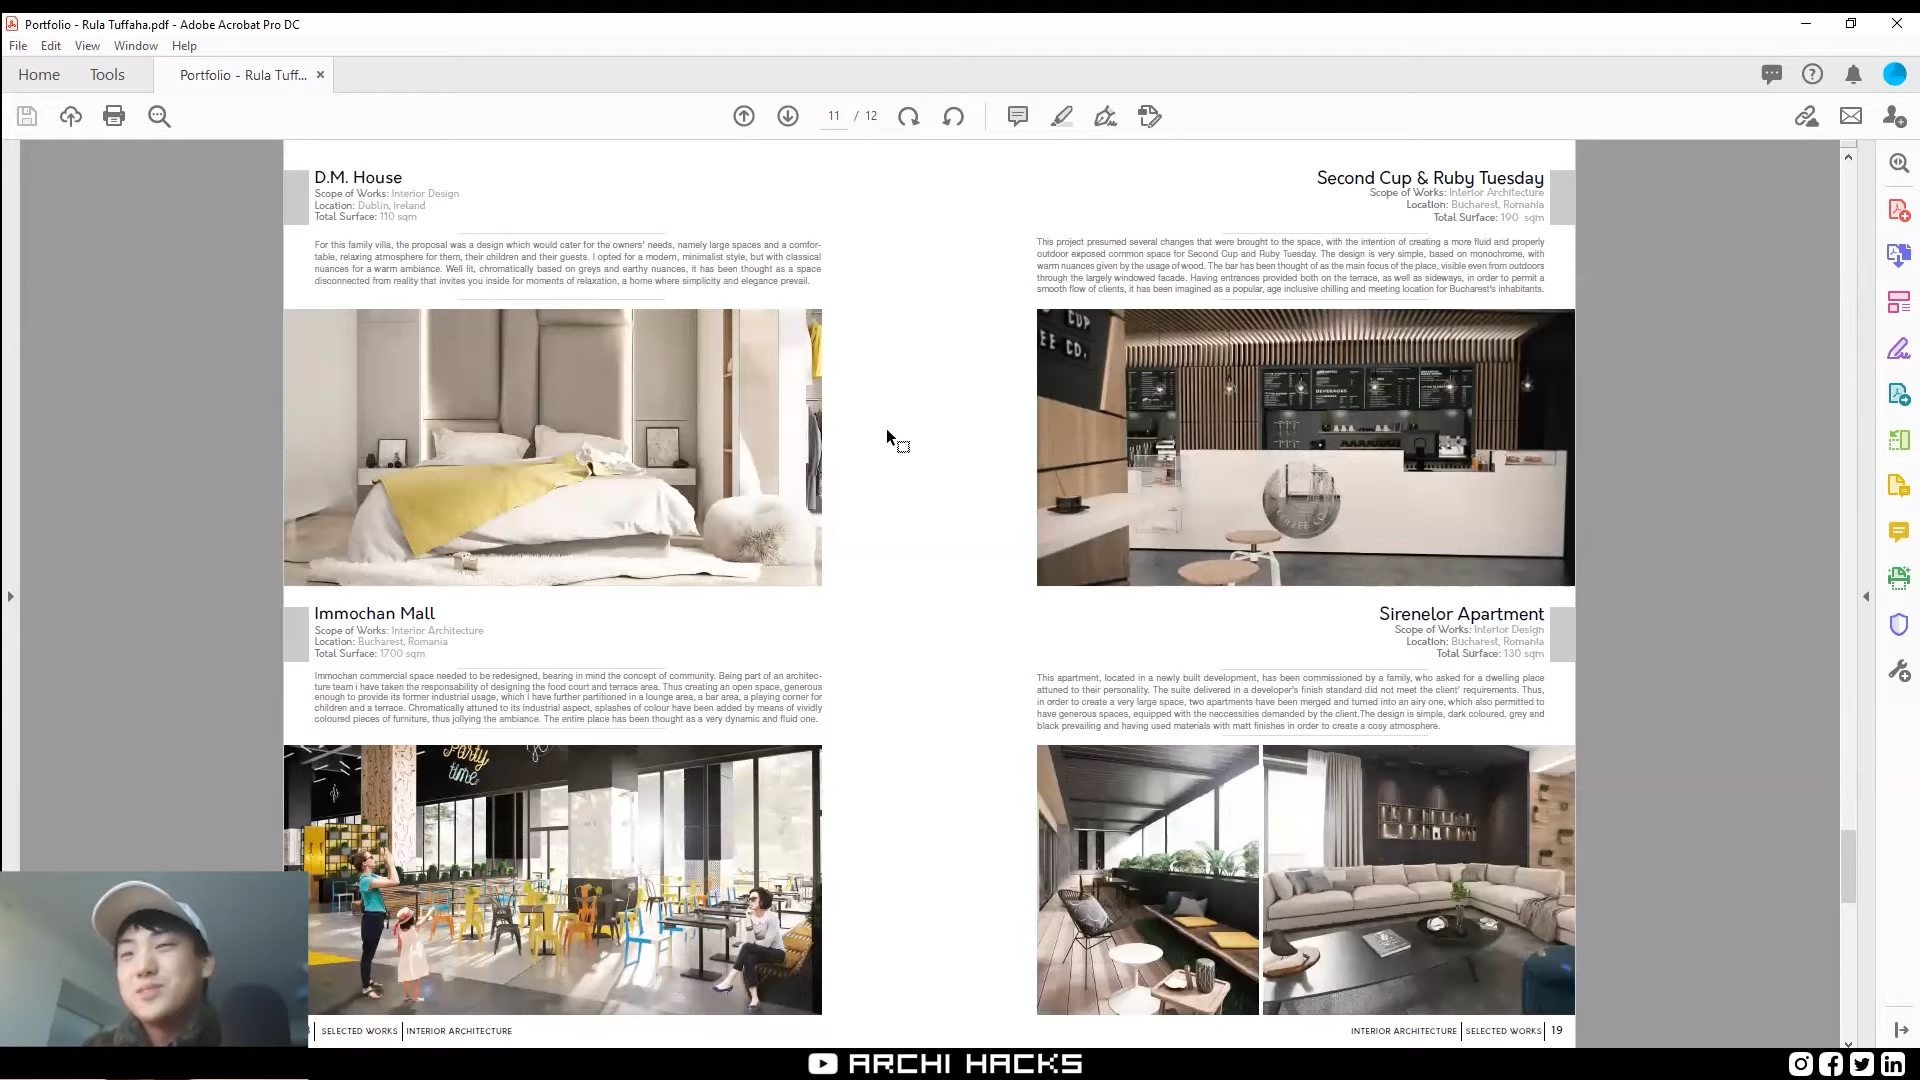 Portfolio - Rula Tuffaha.pdf - Adobe Acrobat Pro DC
File Edit View Window Help
Home Tools Portfolio - Rula Tuff...
11 / 12
D.M. House
Scope of Works: Interior Design
Location: Dublin, Ireland
Total Surface: 110 sqm
For this family villa, the proposal was a design which would cater for the owners' needs, namely large spaces and a comfor-
table, relaxing atmosphere for them, their children and their guests. I opted for a modern, minimalist style, but with classical
nuances for a warm ambiance. Well lit, chromatically based on greys and earthy nuances, it has been thought as a space
disconnected from reality that invites you inside for moments of relaxation, a home where simplicity and elegance prevail.
Immochan Mall
Scope of Works: Interior Architecture
Location: Bucharest, Romania
Total Surface: 1700 sqm
Immochan commercial space needed to be redesigned, bearing in mind the concept of community. Being part of an architec-
ture team i have taken the responsability of designing the food court and terrace area. Thus creating an open space, generous
enough to provide its former industrial usage, which I have further partitioned in a lounge area, a bar area, a playing corner for
children and a terrace. Chromatically attuned to its industrial aspect, splashes of colour have been added by means of vividly
coloured pieces of furniture, thus jollying the ambiance. The entire place has been thought as a very dynamic and fluid one.
Party
time
SELECTED WORKS INTERIOR ARCHITECTURE
Second Cup & Ruby Tuesday
Scope of Works: Interior Architecture
Location: Bucharest, Romania
Total Surface: 190 sqm
This project presumed several changes that were brought to the space, with the intention of creating a more fluid and properly
outdoor exposed common space for Second Cup and Ruby Tuesday. The design is very simple, based on monochrome, with
warm nuances given by the usage of wood. The bar has been thought of as the main focus of the place, visible even from outdoors
through the largely windowed facade. Having entrances provided both on the terrace, as well as sideways, in order to permit a
smooth flow of clients, it has been imagined as a popular, age inclusive chilling and meeting location for Bucharest's inhabitants.
CUP
EE CO.
BEVERAGES
COFFEE CO.
Sirenelor Apartment
Scope of Works: Interior Design
Location: Bucharest, Romania
Total Surface: 130 sqm
This apartment, located in a newly built development, has been commissioned by a family, who asked for a dwelling place
attuned to their personality. The suite delivered in a developer's finish standard did not meet the client' requirements. Thus,
in order to create a very large space, two apartments have been merged and turned into an airy one, which also permitted to
have generous spaces, equipped with the neccessities demanded by the client.The design is simple, dark coloured, grey and
black prevailing and having used materials with matt finishes in order to create a cosy atmosphere.
INTERIOR ARCHITECTURE SELECTED WORKS 19
ARCHI HACKS